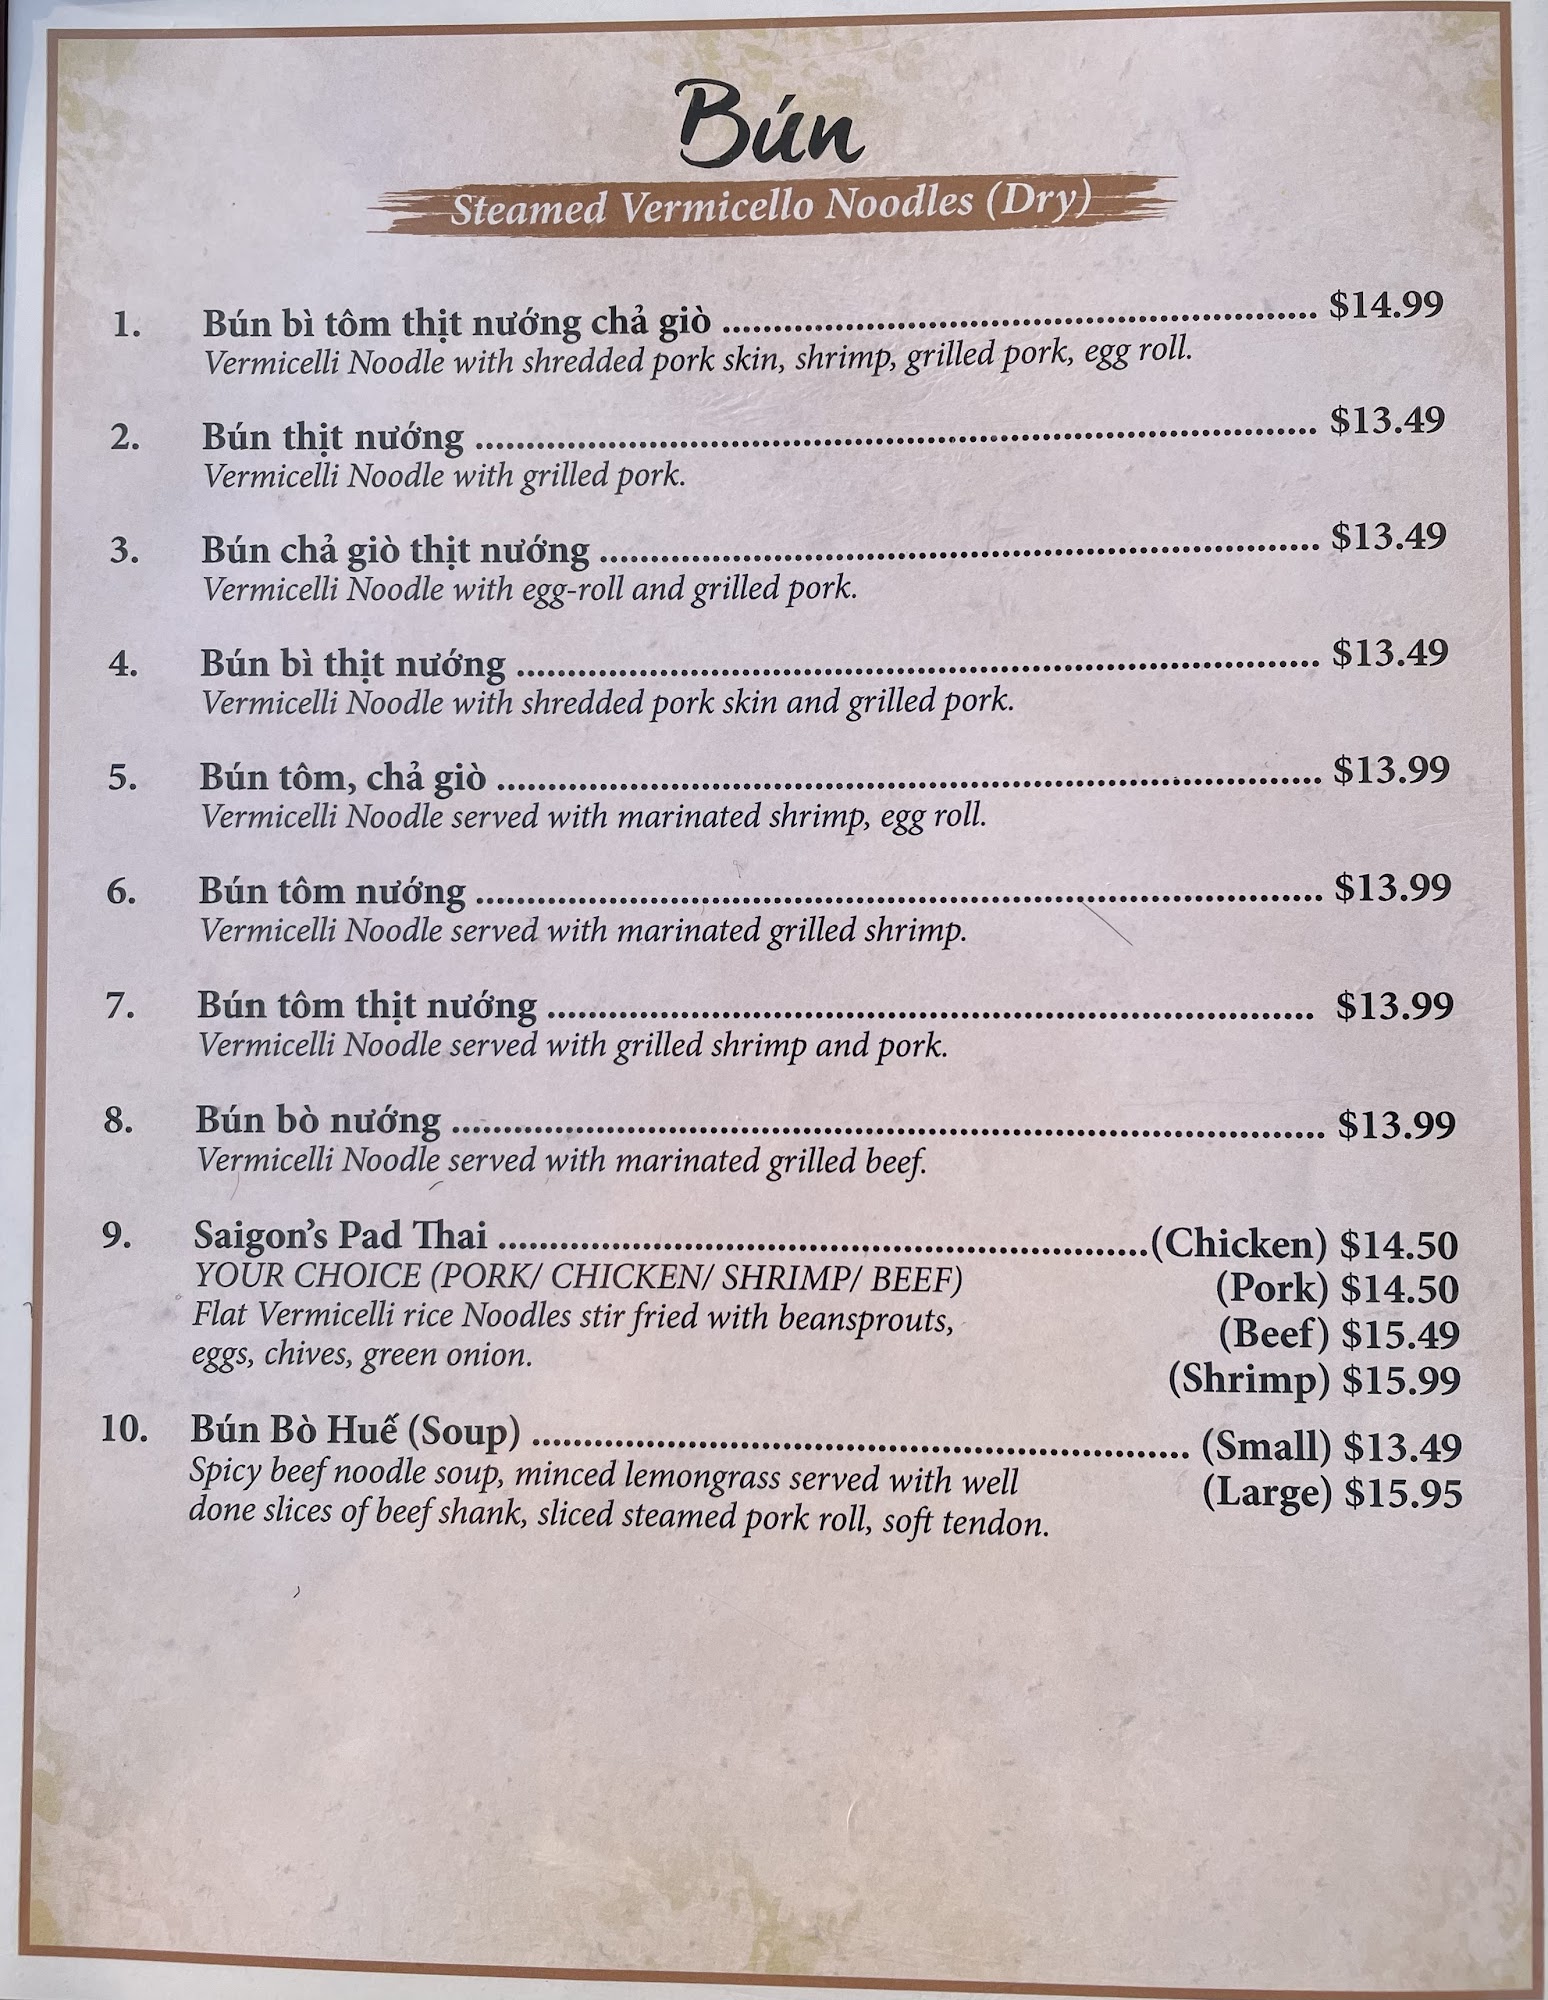 Bún
Steamed Vermicello Noodles (Dry)
1. Bún bì tôm thịt nướng chả giò ........................................................... $14.99
Vermicelli Noodle with shredded pork skin, shrimp, grilled pork, egg roll.
2. Bún thịt nướng ................................................................................... $13.49
Vermicelli Noodle with grilled pork.
3. Bún chả giò thịt nướng ....................................................................... $13.49
Vermicelli Noodle with egg-roll and grilled pork.
4. Bún bì thịt nướng ............................................................................... $13.49
Vermicelli Noodle with shredded pork skin and grilled pork.
5. Bún tôm, chả giò ................................................................................. $13.99
Vermicelli Noodle served with marinated shrimp, egg roll.
6. Bún tôm nướng ................................................................................... $13.99
Vermicelli Noodle served with marinated grilled shrimp.
7. Bún tôm thịt nướng ........................................................................... $13.99
Vermicelli Noodle served with grilled shrimp and pork.
8. Bún bò nướng ..................................................................................... $13.99
Vermicelli Noodle served with marinated grilled beef.
9. Saigon's Pad Thai ................................................................(Chicken) $14.50
YOUR CHOICE (PORK/ CHICKEN/ SHRIMP/ BEEF) (Pork) $14.50
Flat Vermicelli rice Noodles stir fried with beansprouts, (Beef) $15.49
eggs, chives, green onion. (Shrimp) $15.99
10. Bún Bò Huế (Soup) ................................................................ (Small) $13.49
Spicy beef noodle soup, minced lemongrass served with well
done slices of beef shank, sliced steamed pork roll, soft tendon. (Large) $15.95